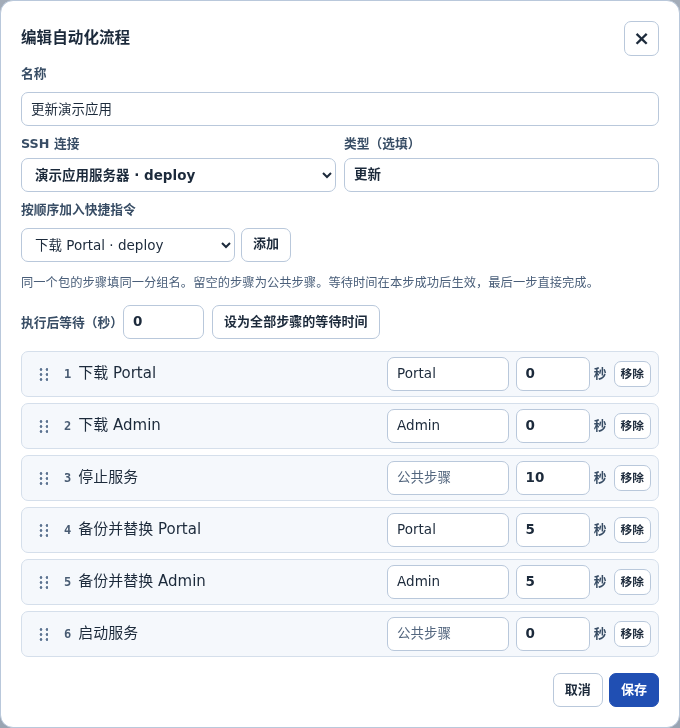 编辑自动化流程
×
名称
更新演示应用
SSH 连接 类型（选填）
演示应用服务器 · deploy 更新
按顺序加入快捷指令
下载 Portal · deploy 添加
同一个包的步骤填同一分组名。留空的步骤为公共步骤。等待时间在本步成功后生效，最后一步直接完成。
执行后等待（秒） 0 设为全部步骤的等待时间
1 下载 Portal Portal 0 秒 移除
2 下载 Admin Admin 0 秒 移除
3 停止服务 公共步骤 10 秒 移除
4 备份并替换 Portal Portal 5 秒 移除
5 备份并替换 Admin Admin 5 秒 移除
6 启动服务 公共步骤 0 秒 移除
取消 保存